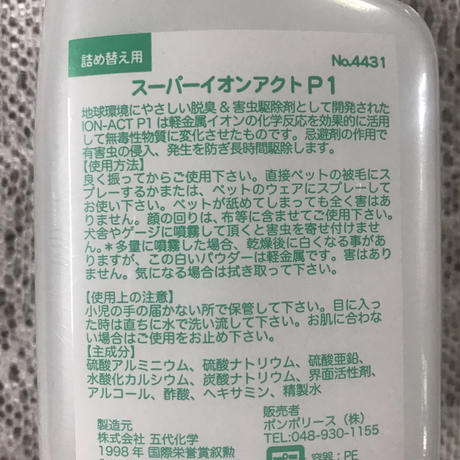 詰め替え用
No.4431
スーパーイオンアクトP1
地球環境にやさしい脱臭&害虫駆除剤として開発された
ION-ACT P1 は軽金属イオンの化学反応を効果的に活用
して無毒性物質に変化させたものです。忌避剤の作用で
有害虫の侵入、発生を防ぎ長時間駆除します。
【使用方法】
良く振ってからご使用下さい。直接ペットの被毛にス
プレーするかまたは、ペットのウェアにスプレーして
お使い下さい。ペットが舐めてしまっても全く害はあ
りません。顔の回りは、布等に含ませてご使用下さい。
犬舎やゲージに噴霧して頂くと害虫を寄せ付けませ
ん。*多量に噴霧した場合、乾燥後に白くなる事があ
りますが、この白いパウダーは軽金属です。害はあり
ません。気になる場合は拭き取って下さい。
【使用上の注意】
小児の手の届かない所で保管して下さい。目に入っ
た時は直ちに水で洗い流して下さい。お肌に合わな
い場合はご使用をお止め下さい。
【主成分】
硫酸アルミニウム、硫酸ナトリウム、硫酸亜鉛、
水酸化カルシウム、炭酸ナトリウム、界面活性剤、
アルコール、酢酸、ヘキサミン、精製水
製造元
株式会社 五代化学
1998年 国際栄誉賞叙勲
販売者
ボンポリース(株)
TEL:048-930-1155
容器:PE